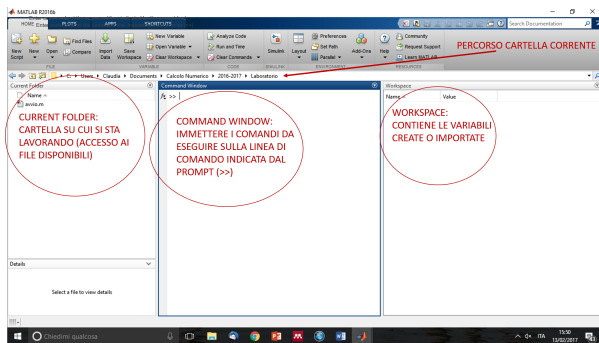 MATLAB R2016b
HOME
PLOTS
APPS
SHORTCUTS
Search Documentation
New Script
New
Open
Find Files
Compare
Import Data
Save Workspace
New Variable
Open Variable
Clear Workspace
Analyze Code
Run and Time
Clear Commands
Simulink
Layout
Preferences
Set Path
Parallel
Add-Ons
Help
Community
Request Support
Learn MATLAB
FILE
VARIABLE
CODE
SIMULINK
ENVIRONMENT
RESOURCES
PERCORSO CARTELLA CORRENTE
C: Users Claudia Documents Calcolo Numerico 2016-2017 Laboratorio
Current Folder
Name
avvio.m
CURRENT FOLDER:
CARTELLA SU CUI SI STA
LAVORANDO (ACCESSO AI
FILE DISPONIBILI)
Details
Select a file to view details
Command Window
fx >>
COMMAND WINDOW:
IMMETTERE I COMANDI DA
ESEGUIRE SULLA LINEA DI
COMANDO INDICATA DAL
PROMPT (>>)
Workspace
Name
Value
WORKSPACE:
CONTIENE LE VARIABILI
CREATE O IMPORTATE
Chiedimi qualcosa
ITA
15:50
13/02/2017